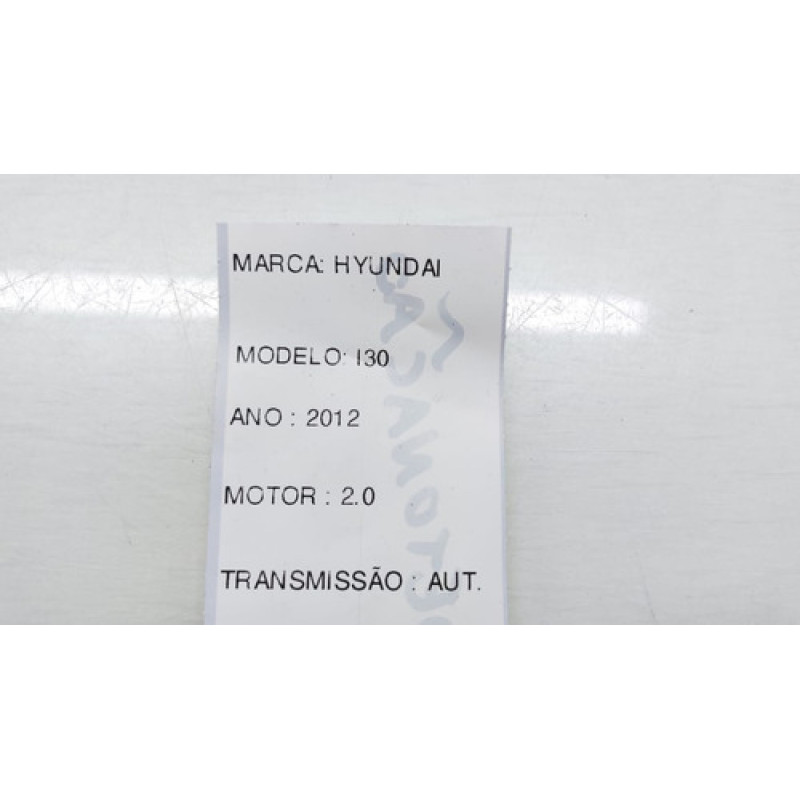 MARCA: HYUNDAI
MODELO: I30
ANO : 2012
MOTOR : 2.0
TRANSMISSÃO : AUT.